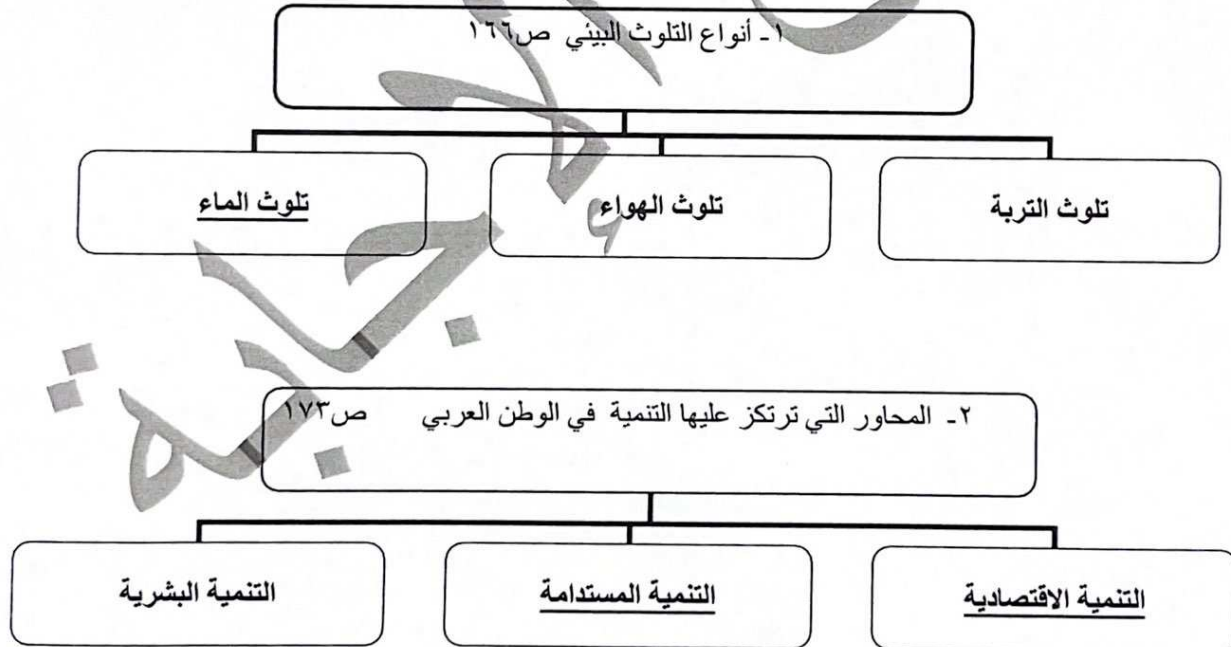 ١- أنواع التلوث البيئي ص١٦٦
تلوث التربة
تلوث الهواء
تلوث الماء
٢- المحاور التي ترتكز عليها التنمية في الوطن العربي ص١٧٣
التنمية الاقتصادية
التنمية المستدامة
التنمية البشرية